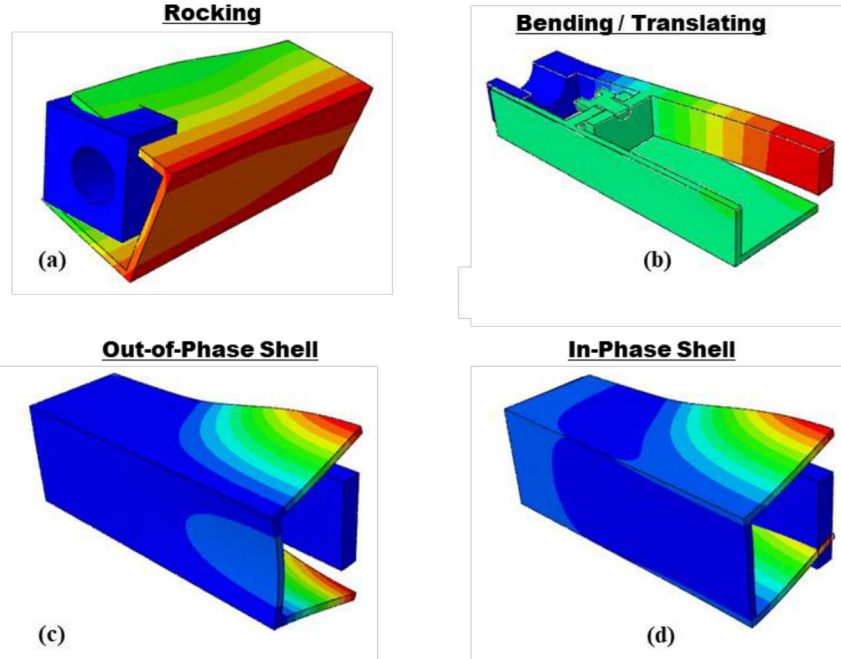 Rocking
Bending / Translating
(a)
(b)
Out-of-Phase Shell
In-Phase Shell
(c)
(d)